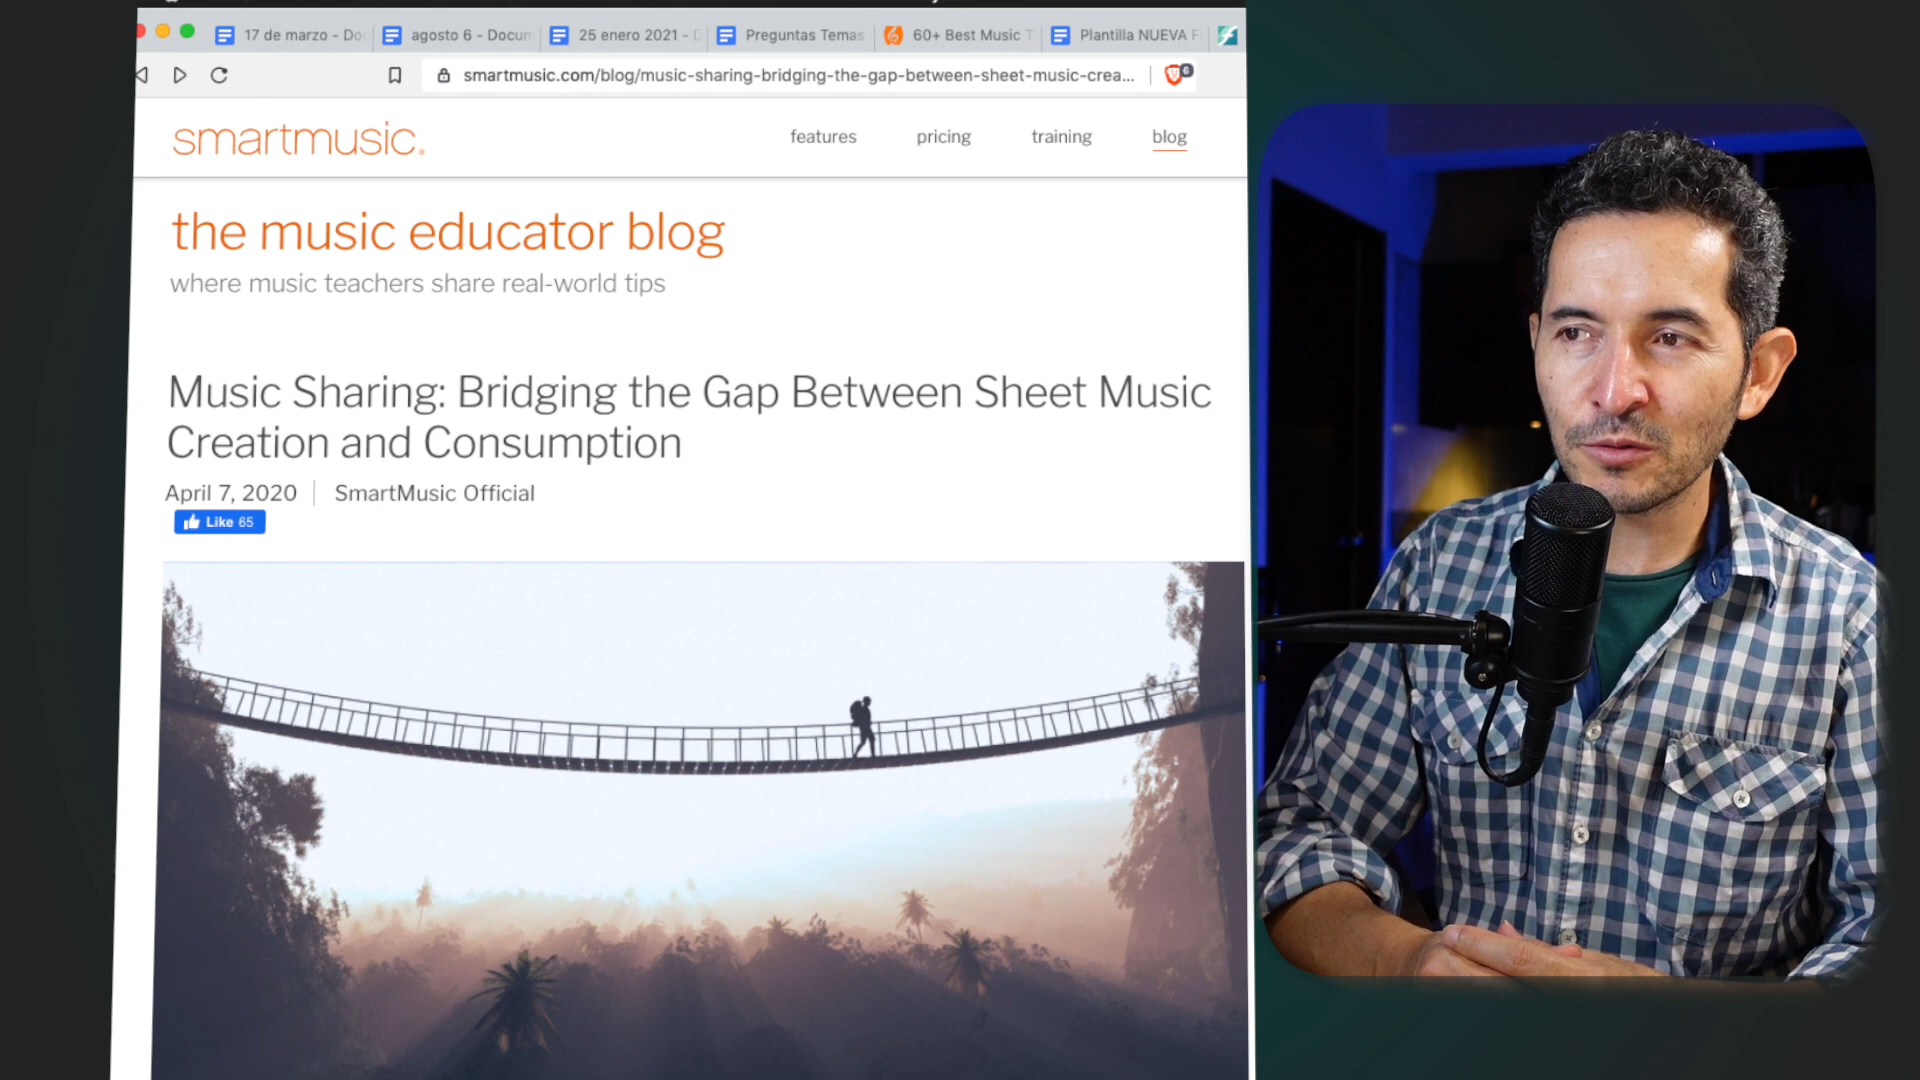 17 de marzo - Do
agosto 6 - Docum
25 enero 2021 - D
Preguntas Temas
60+ Best Music T
Plantilla NUEVA F
smartmusic.com/blog/music-sharing-bridging-the-gap-between-sheet-music-crea...
6
smartmusic.
features
pricing
training
blog
the music educator blog
where music teachers share real-world tips
Music Sharing: Bridging the Gap Between Sheet Music
Creation and Consumption
April 7, 2020
SmartMusic Official
Like 65